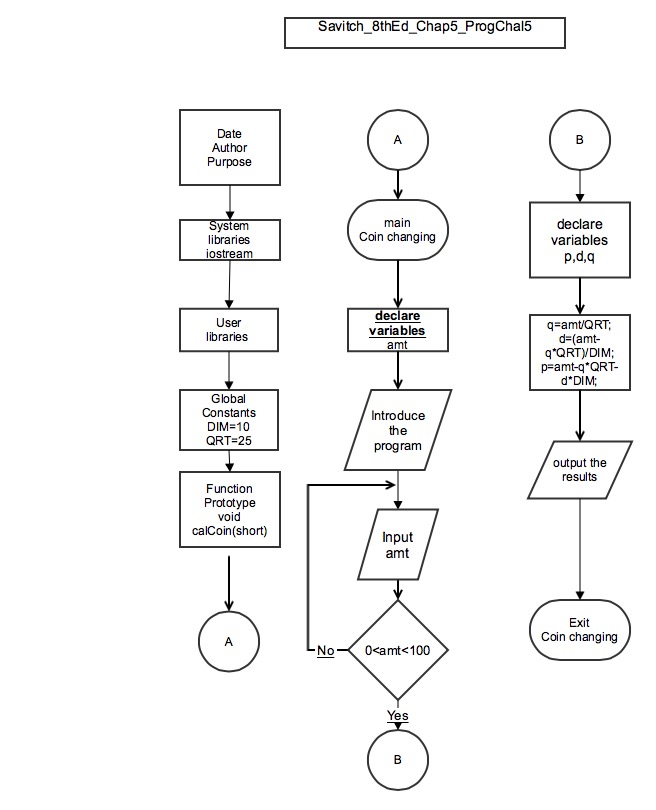 Savitch_8thEd_Chap5_ProgChal5
Date
Author
Purpose
System
libraries
iostream
User
libraries
Global
Constants
DIM=10
QRT=25
Function
Prototype
void
calCoin(short)
A
A
main
Coin changing
declare
variables
amt
Introduce
the
program
Input
amt
0<amt<100
No
Yes
B
B
declare
variables
p,d,q
q=amt/QRT;
d=(amt-
q*QRT)/DIM;
p=amt-q*QRT-
d*DIM;
output the
results
Exit
Coin changing